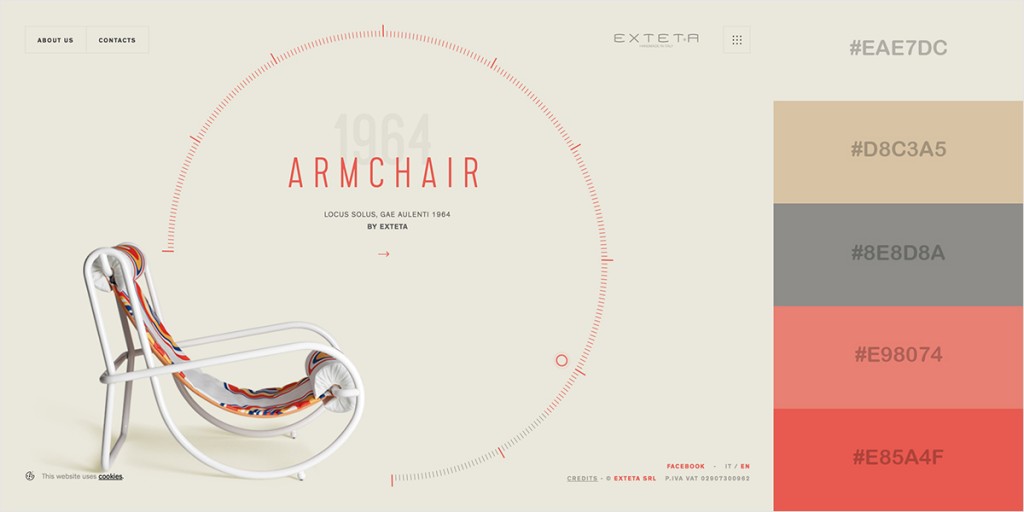 ABOUT US
CONTACTS
EXTETA
1964
ARMCHAIR
LOCUS SOLUS, GAE AULENTI 1964
BY EXTETA
→
This website uses cookies.
FACEBOOK - IT / EN
CREDITS - © EXTETA SRL P.IVA VAT 02907300962
#EAE7DC
#D8C3A5
#8E8D8A
#E98074
#E85A4F